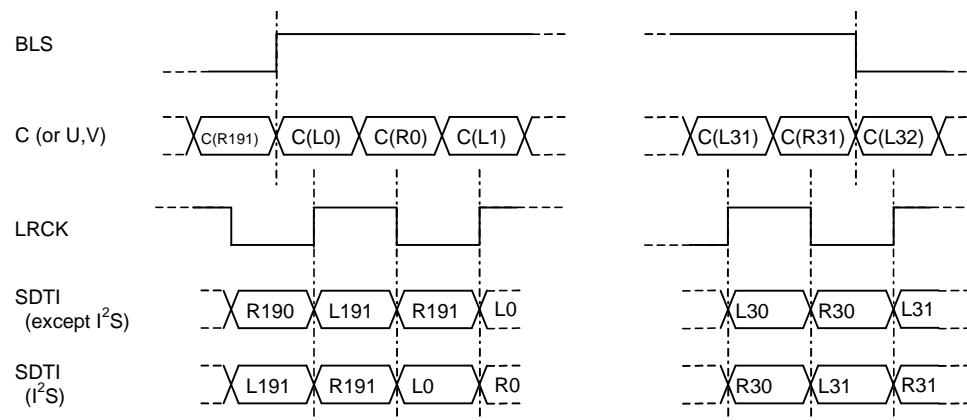 BLS
C (or U,V) C(R191) C(L0) C(R0) C(L1) C(L31) C(R31) C(L32)
LRCK
SDTI
(except I²S) R190 L191 R191 L0 L30 R30 L31
SDTI
(I²S) L191 R191 L0 R0 R30 L31 R31